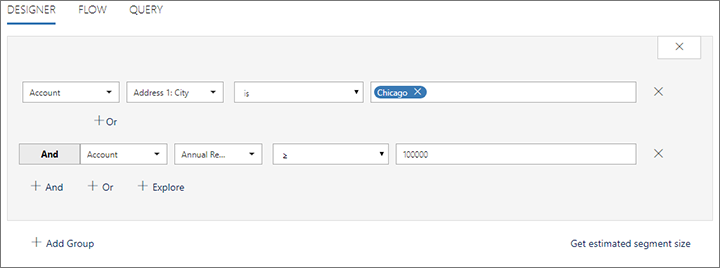 DESIGNER FLOW QUERY
Account Address 1: City is Chicago
Or
And Account Annual Re... ≥ 100000
And Or Explore
Add Group Get estimated segment size